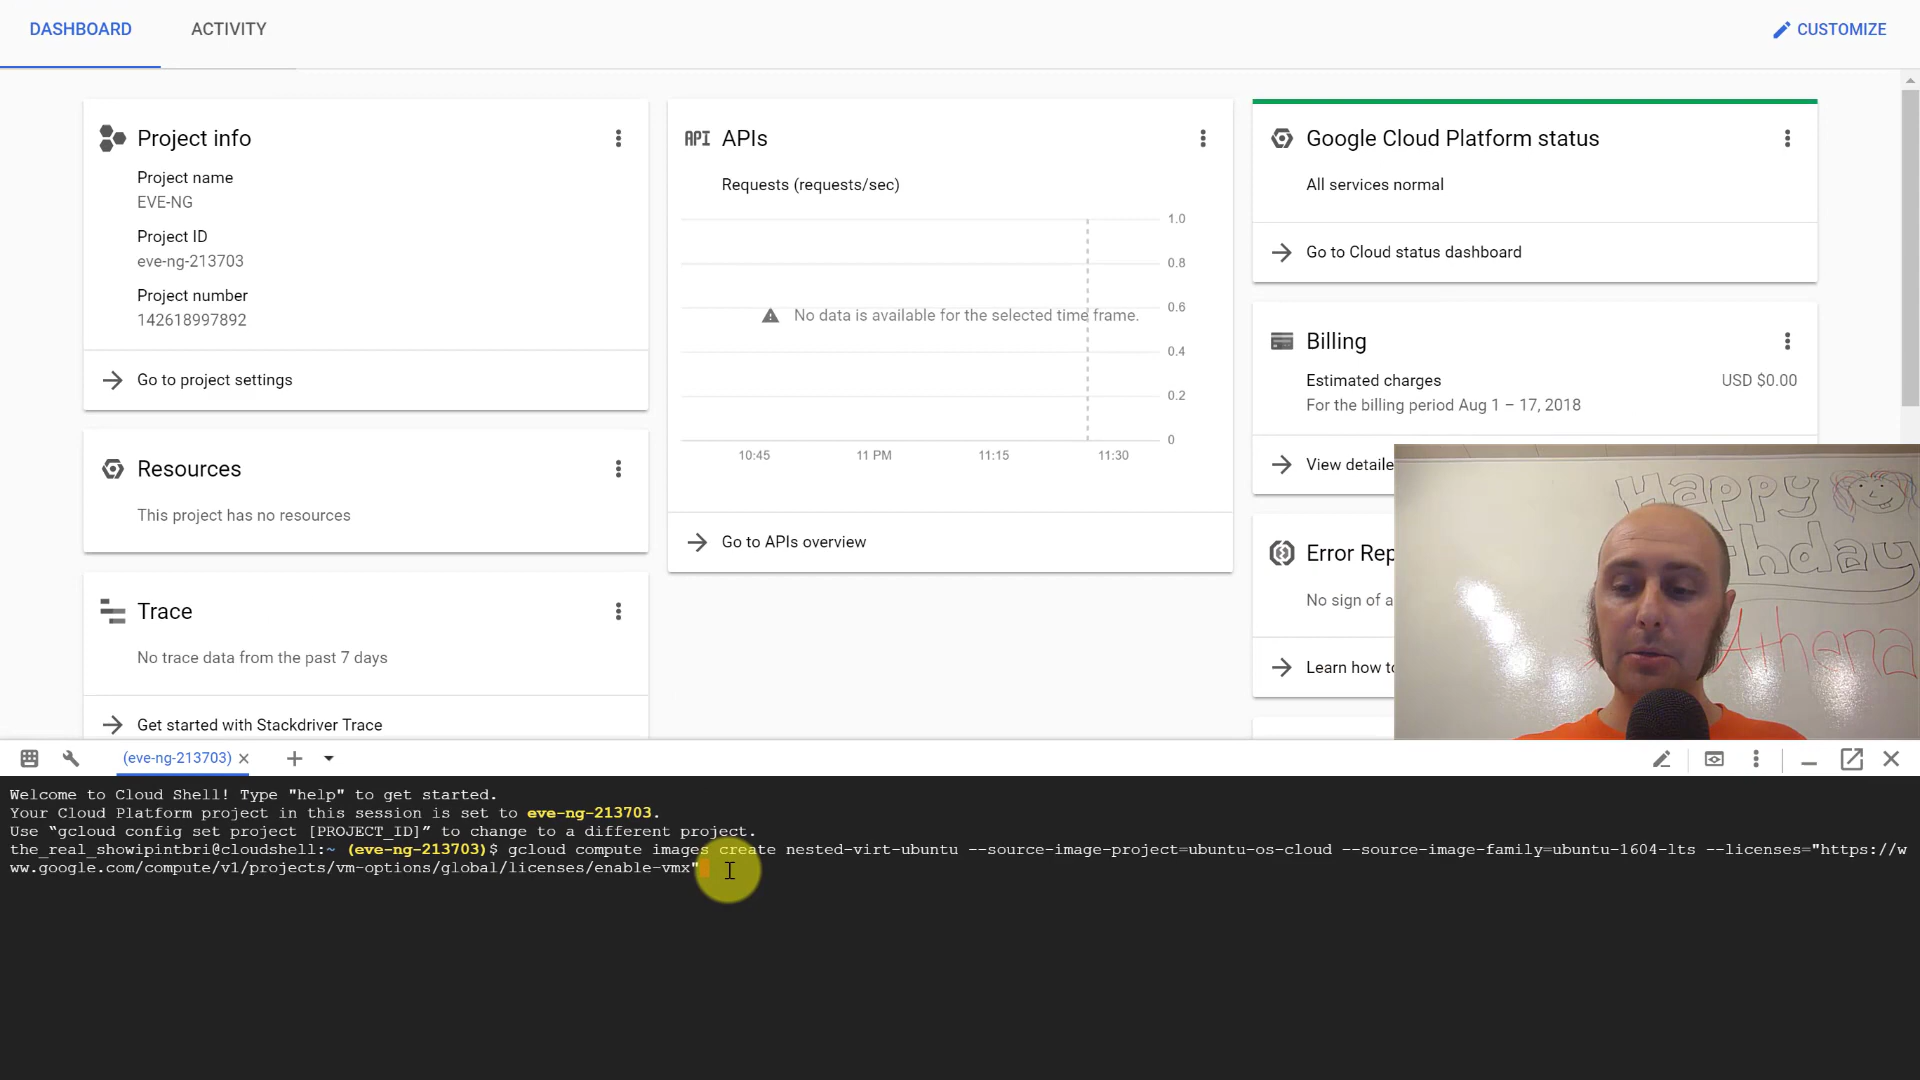 DASHBOARD
ACTIVITY
CUSTOMIZE
Project info
Project name
EVE-NG
Project ID
eve-ng-213703
Project number
142618997892
Go to project settings
Resources
This project has no resources
Trace
No trace data from the past 7 days
Get started with Stackdriver Trace
API APIs
Requests (requests/sec)
1.0
0.8
0.6
0.4
0.2
0
No data is available for the selected time frame.
10:45 11 PM 11:15 11:30
Go to APIs overview
Google Cloud Platform status
All services normal
Go to Cloud status dashboard
Billing
Estimated charges USD $0.00
For the billing period Aug 1 – 17, 2018
View detaile
Error Rep
No sign of a
Learn how to
Happy
hday
Athena
(eve-ng-213703)
Welcome to Cloud Shell! Type "help" to get started.
Your Cloud Platform project in this session is set to eve-ng-213703.
Use “gcloud config set project [PROJECT_ID]” to change to a different project.
the_real_showipintbri@cloudshell:~ (eve-ng-213703)$ gcloud compute images create nested-virt-ubuntu --source-image-project=ubuntu-os-cloud --source-image-family=ubuntu-1604-lts --licenses="https://w
ww.google.com/compute/v1/projects/vm-options/global/licenses/enable-vmx"